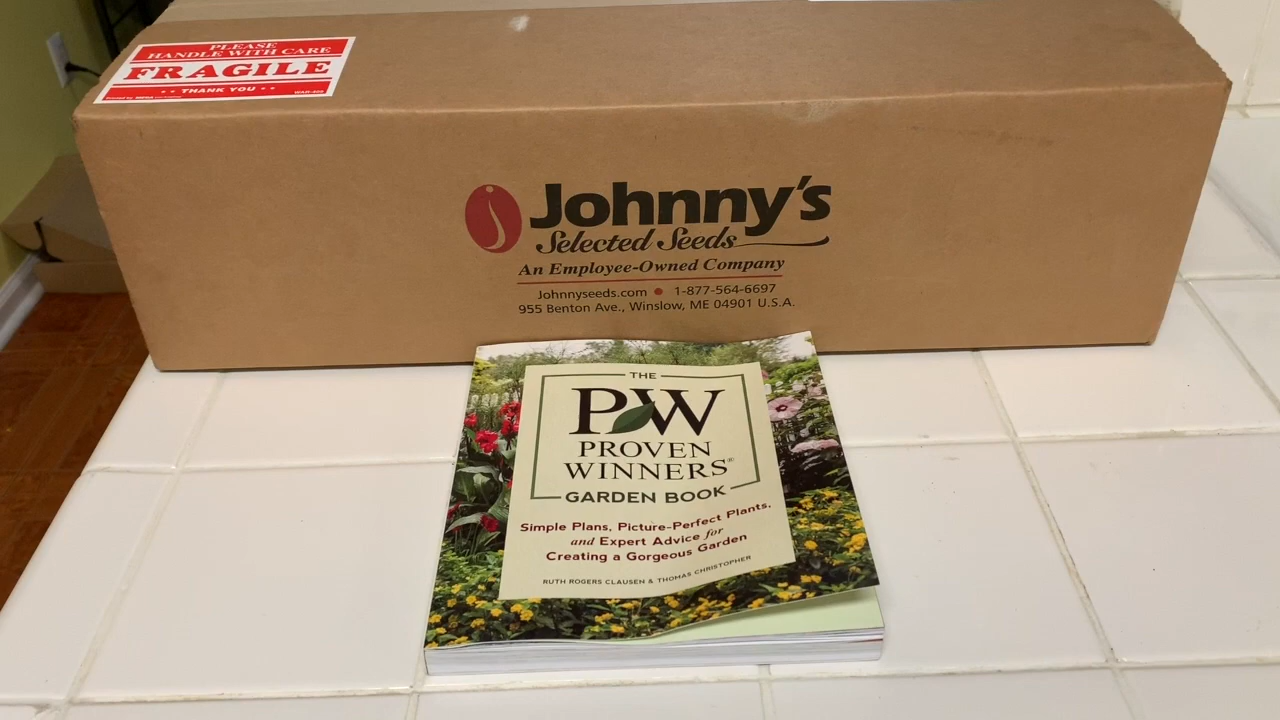 PLEASE
HANDLE WITH CARE
FRAGILE
THANK YOU
Johnny's
Selected Seeds
An Employee-Owned Company
Johnnyseeds.com • 1-877-564-6697
955 Benton Ave., Winslow, ME 04901 U.S.A.
THE
PW
PROVEN
WINNERS®
GARDEN BOOK
Simple Plans, Picture-Perfect Plants,
and Expert Advice for
Creating a Gorgeous Garden
RUTH ROGERS CLAUSEN & THOMAS CHRISTOPHER